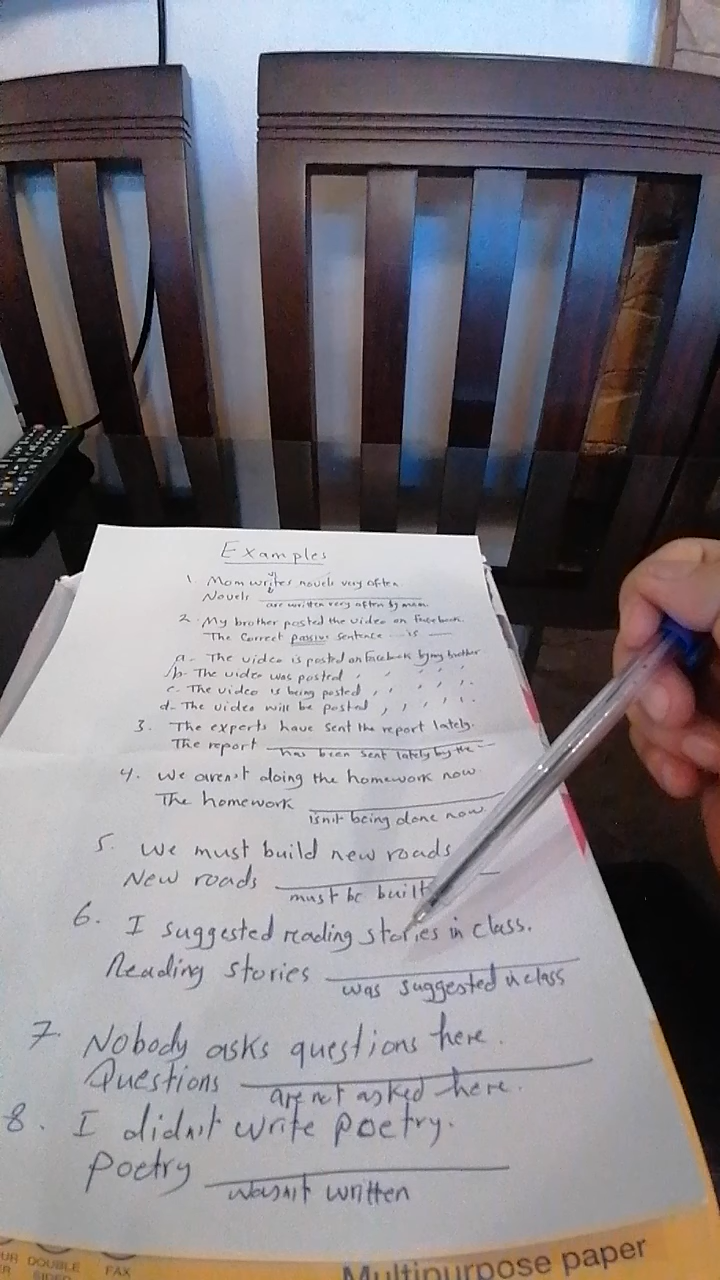 Examples
1. Mom writes novels very often.
Novels are written very often by mom.
2. My brother posted the video on Facebook.
The correct passive sentence is
a- The video is posted on Facebook by my brother
b- The video was posted , , , , ,
c- The video is being posted , , , , ,
d- The video will be posted , , , , .
3. The experts have sent the report lately.
The report has been sent lately by the
4. We aren't doing the homework now.
The homework isn't being done now.
5. We must build new roads
New roads must be built
6. I suggested reading stories in class.
Reading stories was suggested in class
7. Nobody asks questions here.
Questions are not asked here.
8. I didn't write poetry.
Poetry wasn't written
DOUBLE
FAX
Multipurpose paper